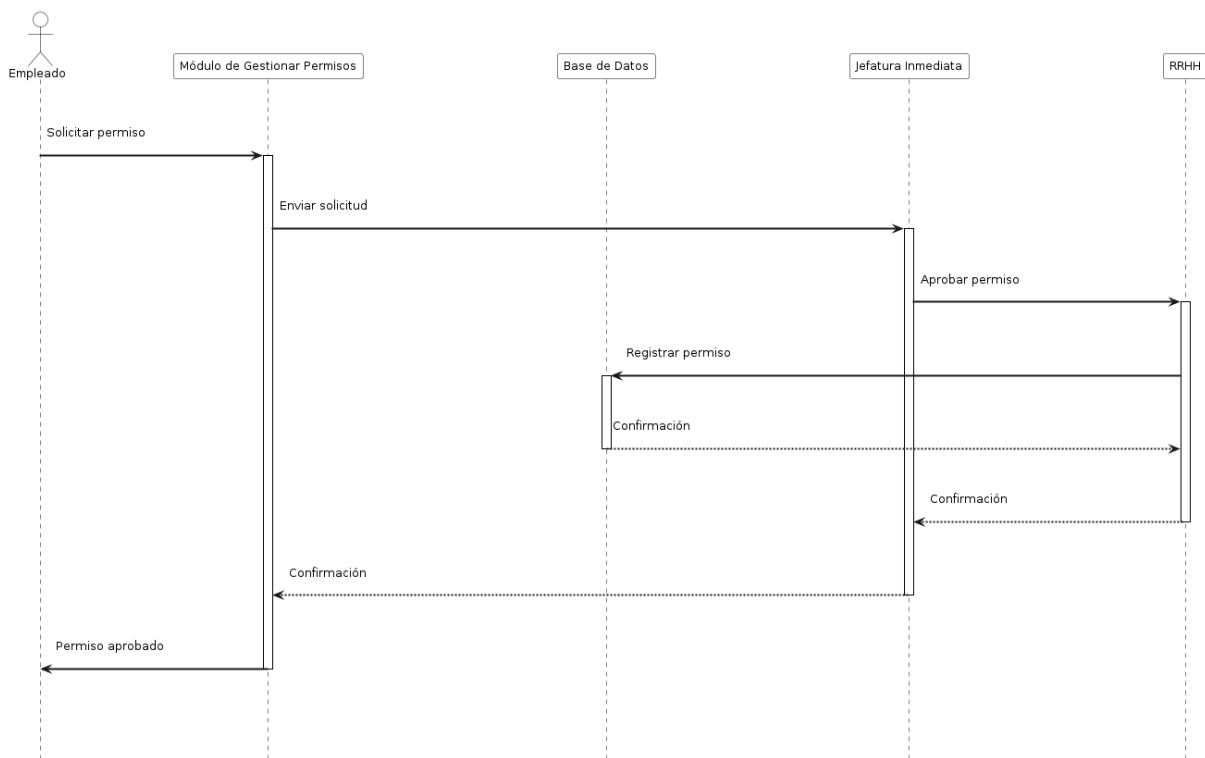 Empleado
Módulo de Gestionar Permisos
Base de Datos
Jefatura Inmediata
RRHH
Solicitar permiso
Enviar solicitud
Aprobar permiso
Registrar permiso
Confirmación
Confirmación
Confirmación
Permiso aprobado